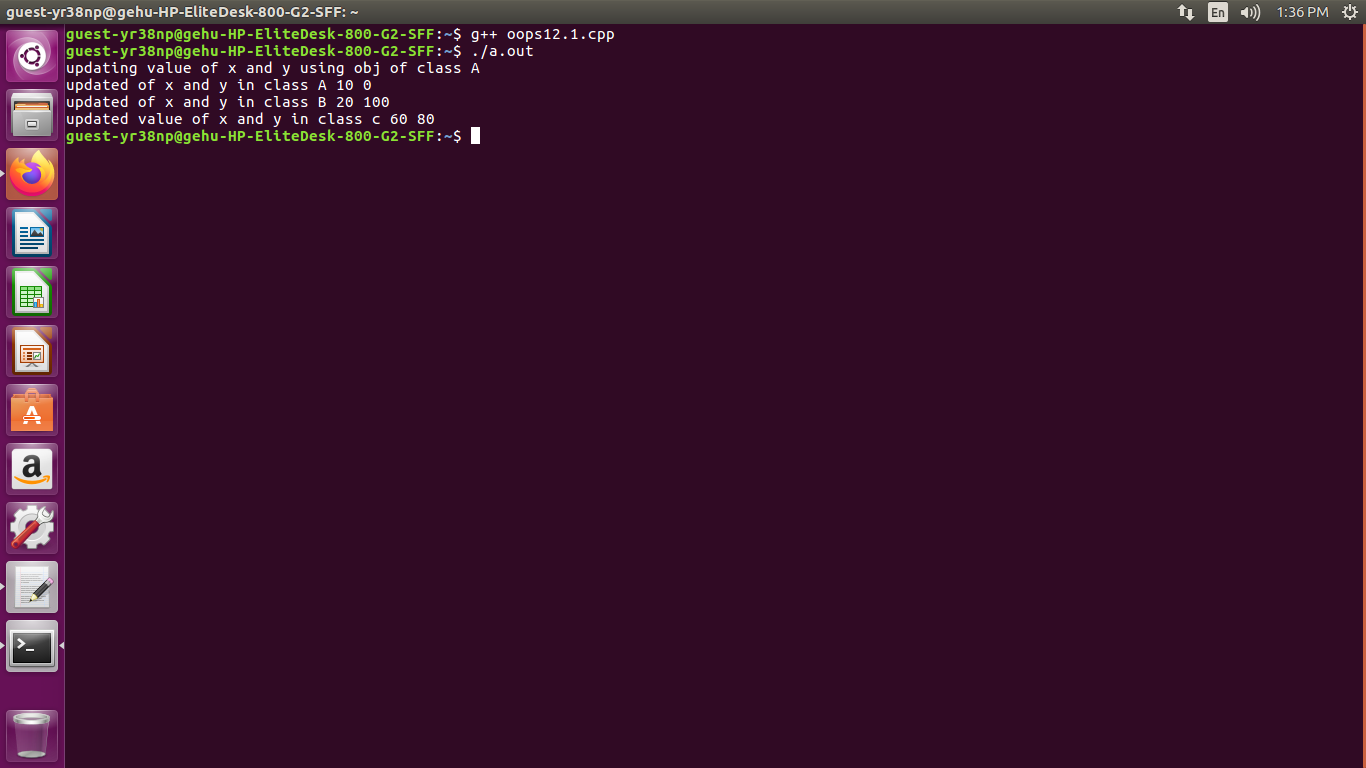 guest-yr38np@gehu-HP-EliteDesk-800-G2-SFF: ~
En
1:36 PM
guest-yr38np@gehu-HP-EliteDesk-800-G2-SFF:~$ g++ oops12.1.cpp
guest-yr38np@gehu-HP-EliteDesk-800-G2-SFF:~$ ./a.out
updating value of x and y using obj of class A
updated of x and y in class A 10 0
updated of x and y in class B 20 100
updated value of x and y in class c 60 80
guest-yr38np@gehu-HP-EliteDesk-800-G2-SFF:~$